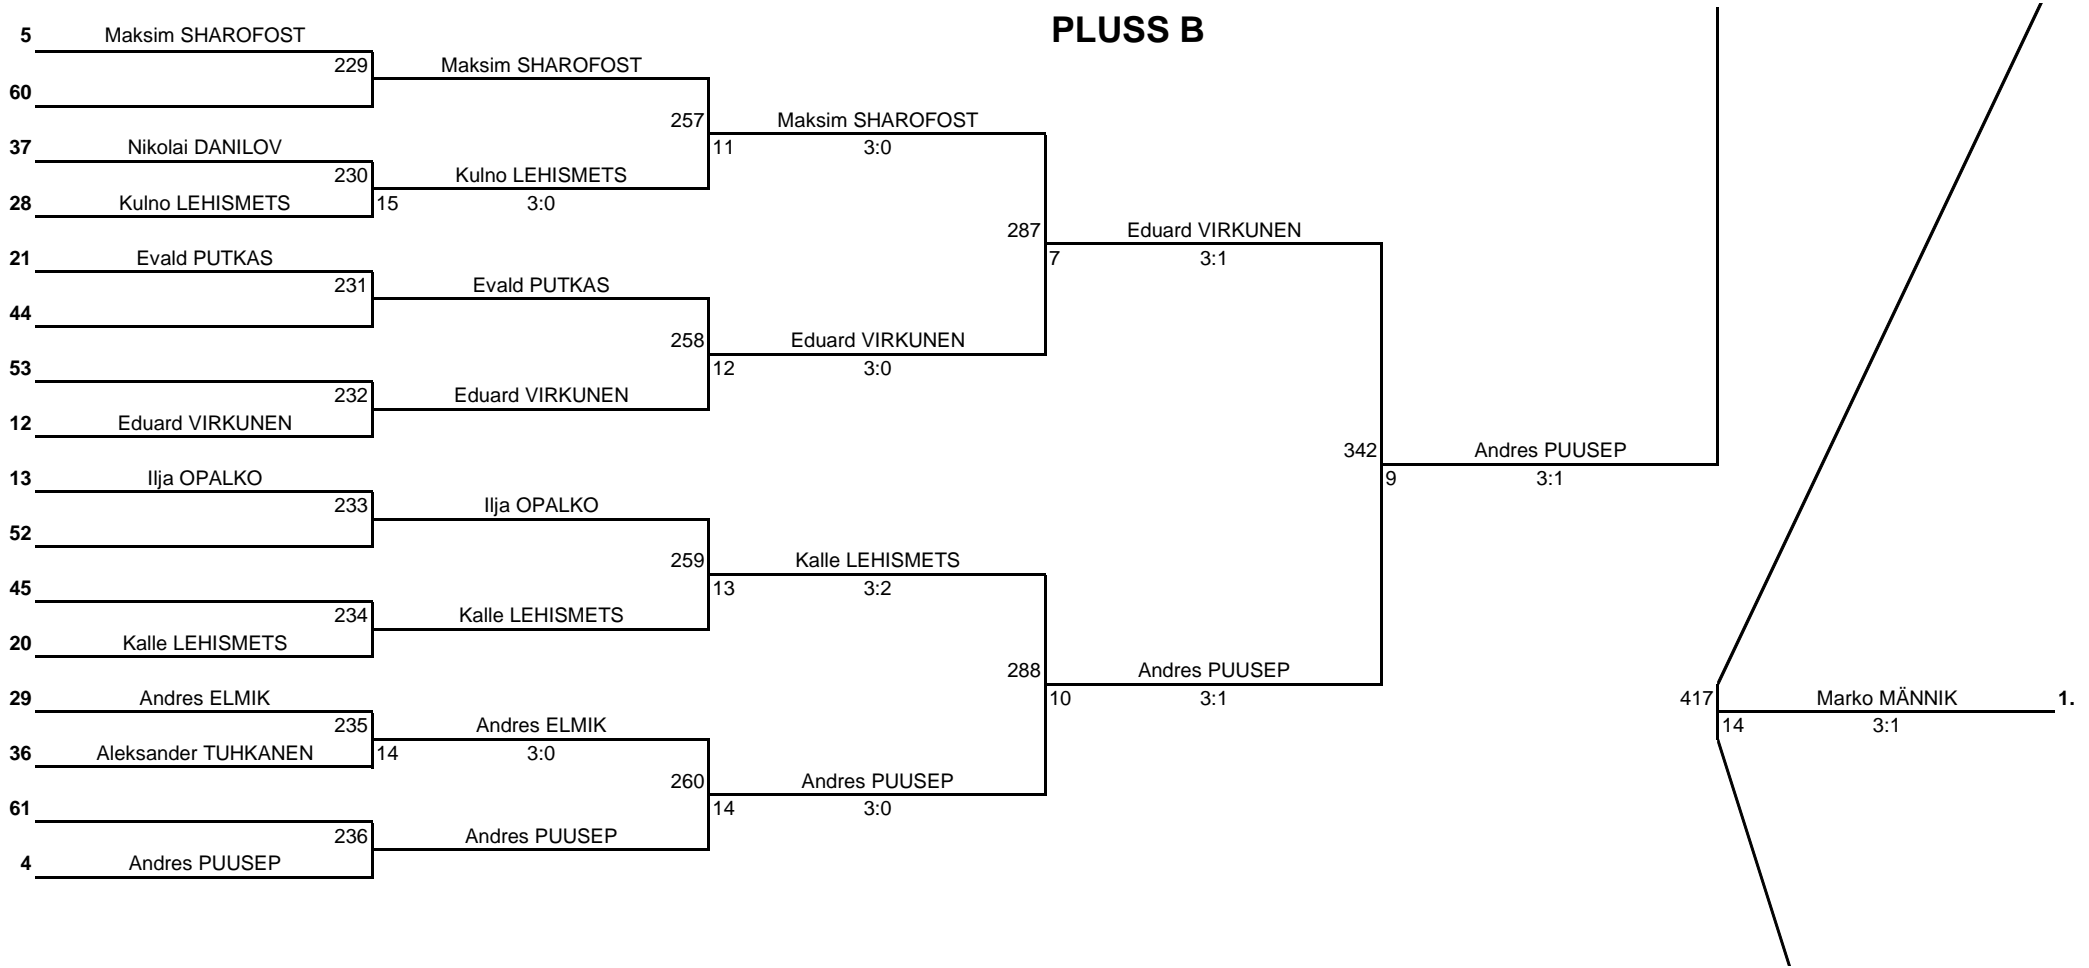 PLUSS B
5 Maksim SHAROFOST
229 Maksim SHAROFOST
60
257 Maksim SHAROFOST
37 Nikolai DANILOV
11 3:0
230 Kulno LEHISMETS
28 Kulno LEHISMETS
15 3:0
287 Eduard VIRKUNEN
21 Evald PUTKAS
7 3:1
231 Evald PUTKAS
44
258 Eduard VIRKUNEN
53
12 3:0
232 Eduard VIRKUNEN
12 Eduard VIRKUNEN
342 Andres PUUSEP
13 Ilja OPALKO
9 3:1
233 Ilja OPALKO
52
259 Kalle LEHISMETS
45
13 3:2
234 Kalle LEHISMETS
20 Kalle LEHISMETS
288 Andres PUUSEP
29 Andres ELMIK
10 3:1
417 Marko MÄNNIK 1.
235 Andres ELMIK
14 3:1
36 Aleksander TUHKANEN
14 3:0
260 Andres PUUSEP
61
14 3:0
236 Andres PUUSEP
4 Andres PUUSEP